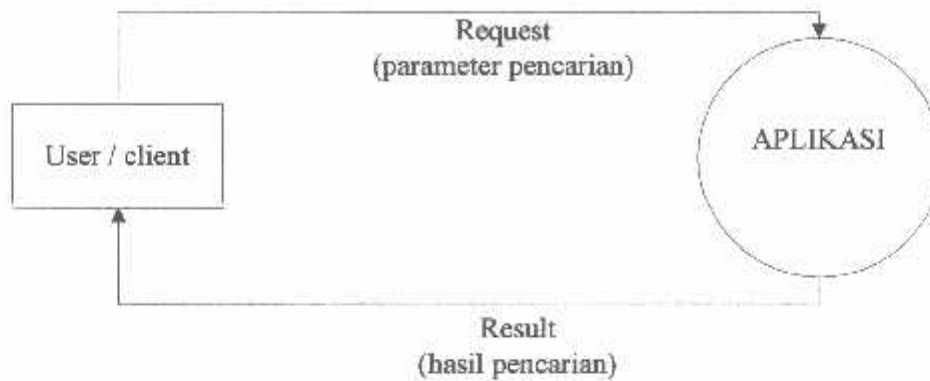 Request
(parameter pencarian)
User / client
APLIKASI
Result
(hasil pencarian)